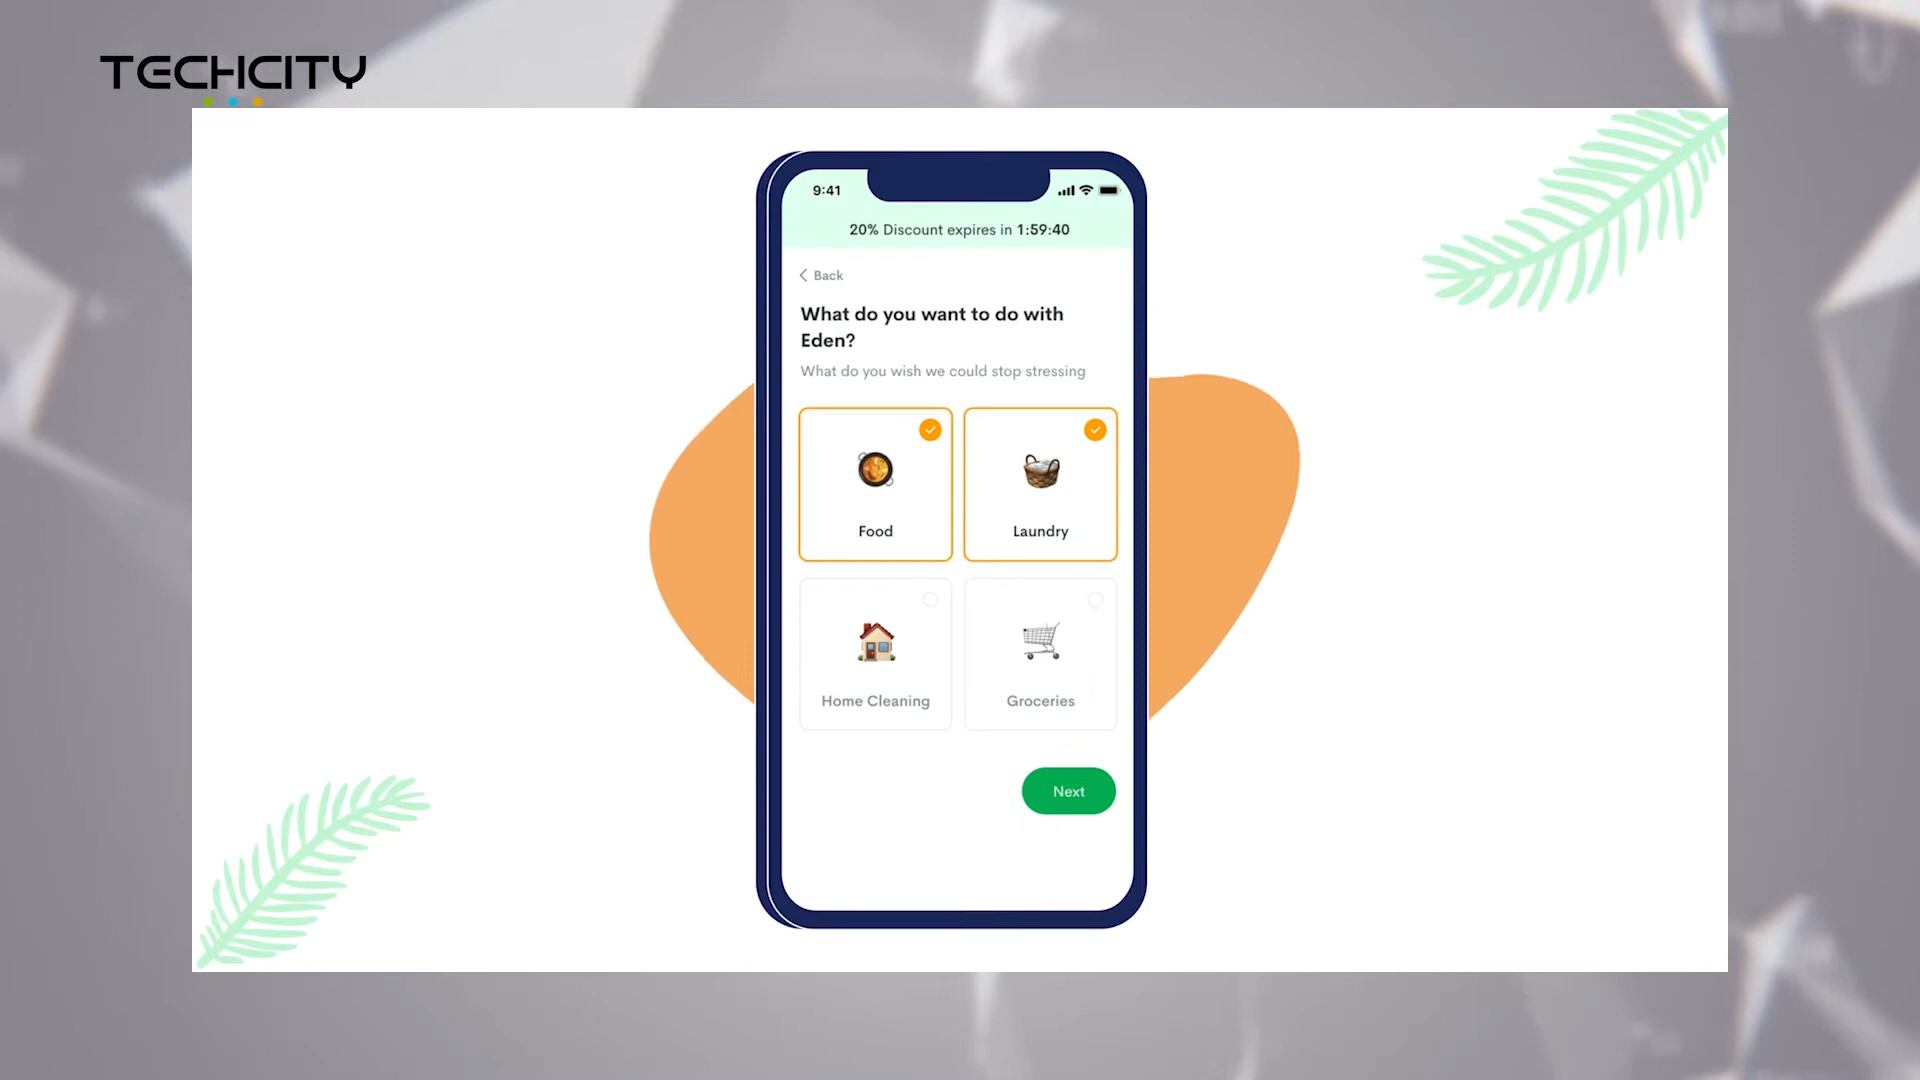 TECHCITY
9:41
20% Discount expires in 1:59:40
Back
What do you want to do with
Eden?
What do you wish we could stop stressing
Food
Laundry
Home Cleaning
Groceries
Next